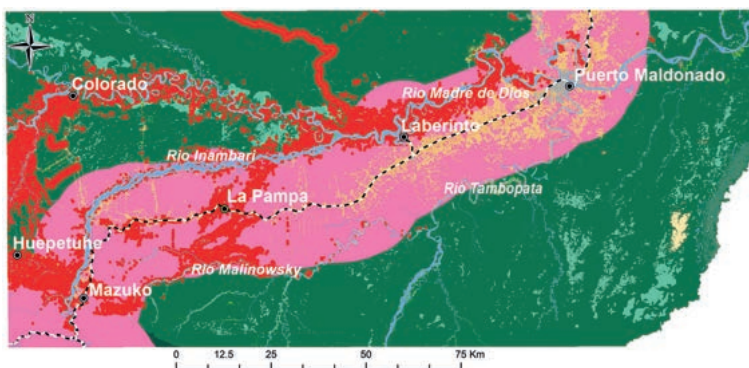 N
Colorado
Puerto Maldonado
Río Madre de Dios
Laberinto
Río Inambari
La Pampa
Río Tambopata
Huepetuhe
Río Malinowsky
Mazuko
0 12.5 25 50 75 Km